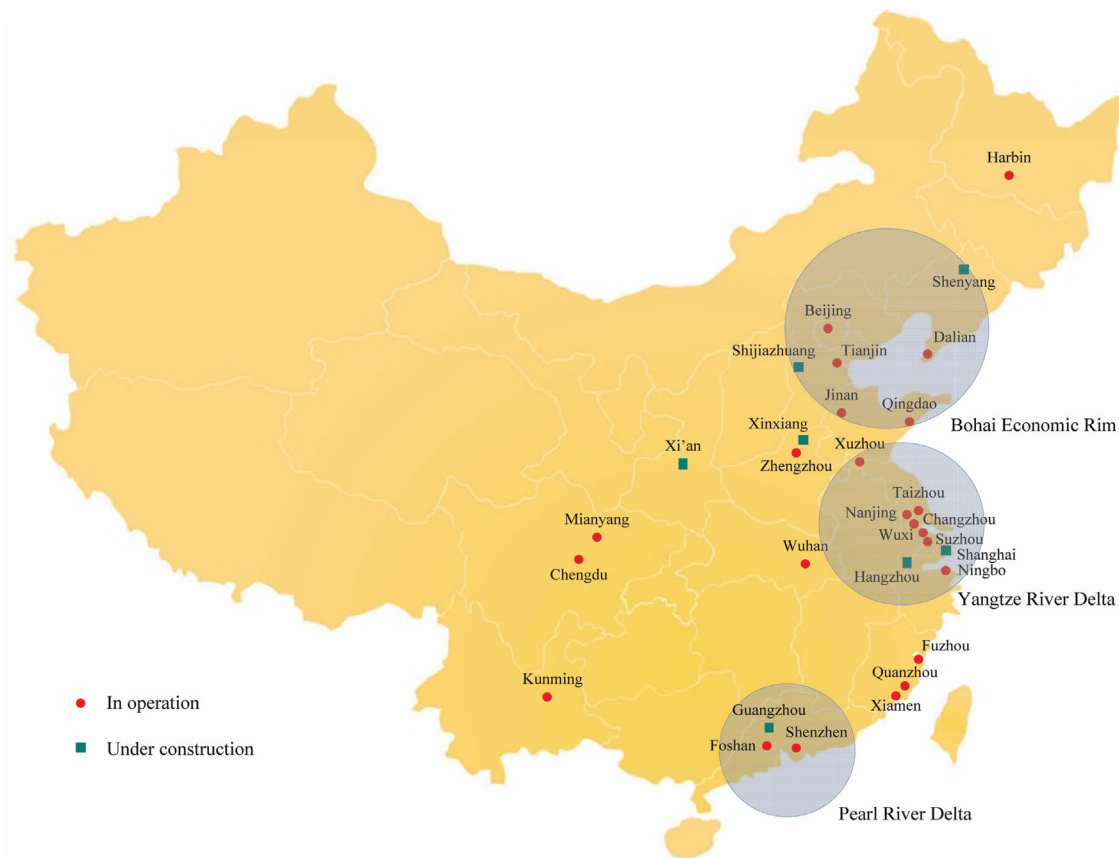 Harbin
Shenyang
Beijing
Dalian
Shijiazhuang
Tianjin
Jinan
Qingdao
Bohai Economic Rim
Xinxiang
Xuzhou
Xi’an
Zhengzhou
Taizhou
Nanjing
Changzhou
Mianyang
Wuxi
Suzhou
Wuhan
Shanghai
Chengdu
Hangzhou
Ningbo
Yangtze River Delta
Fuzhou
Quanzhou
Kunming
Xiamen
In operation
Guangzhou
Under construction
Foshan
Shenzhen
Pearl River Delta